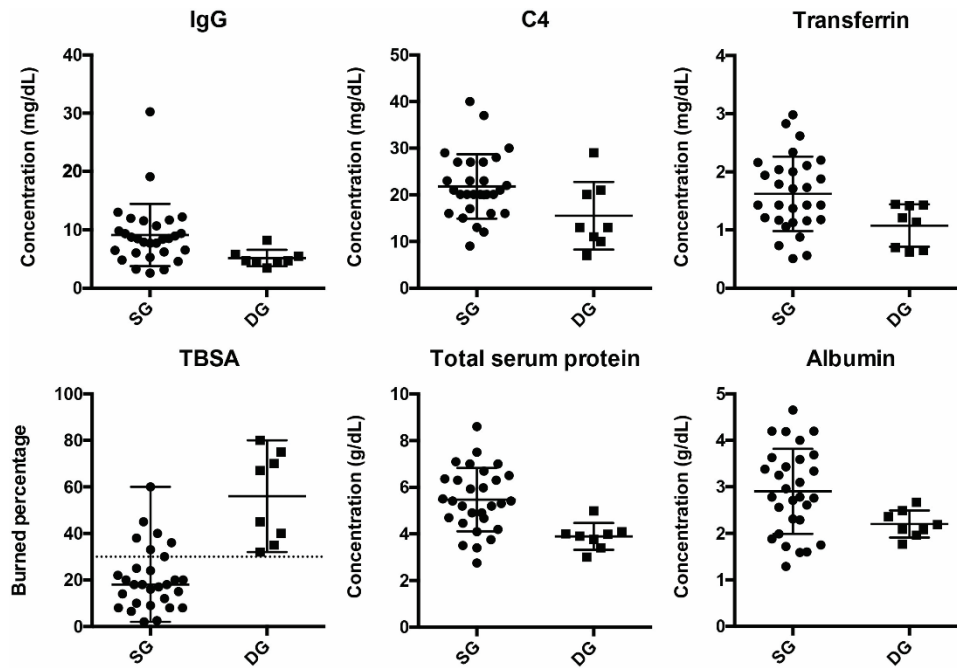 IgG
Concentration (mg/dL)
40
30
20
10
0
SG
DG
C4
Concentration (mg/dL)
50
40
30
20
10
0
SG
DG
Transferrin
Concentration (mg/dL)
4
3
2
1
0
SG
DG
TBSA
Burned percentage
100
80
60
40
20
0
SG
DG
Total serum protein
Concentration (g/dL)
10
8
6
4
2
0
SG
DG
Albumin
Concentration (g/dL)
5
4
3
2
1
0
SG
DG